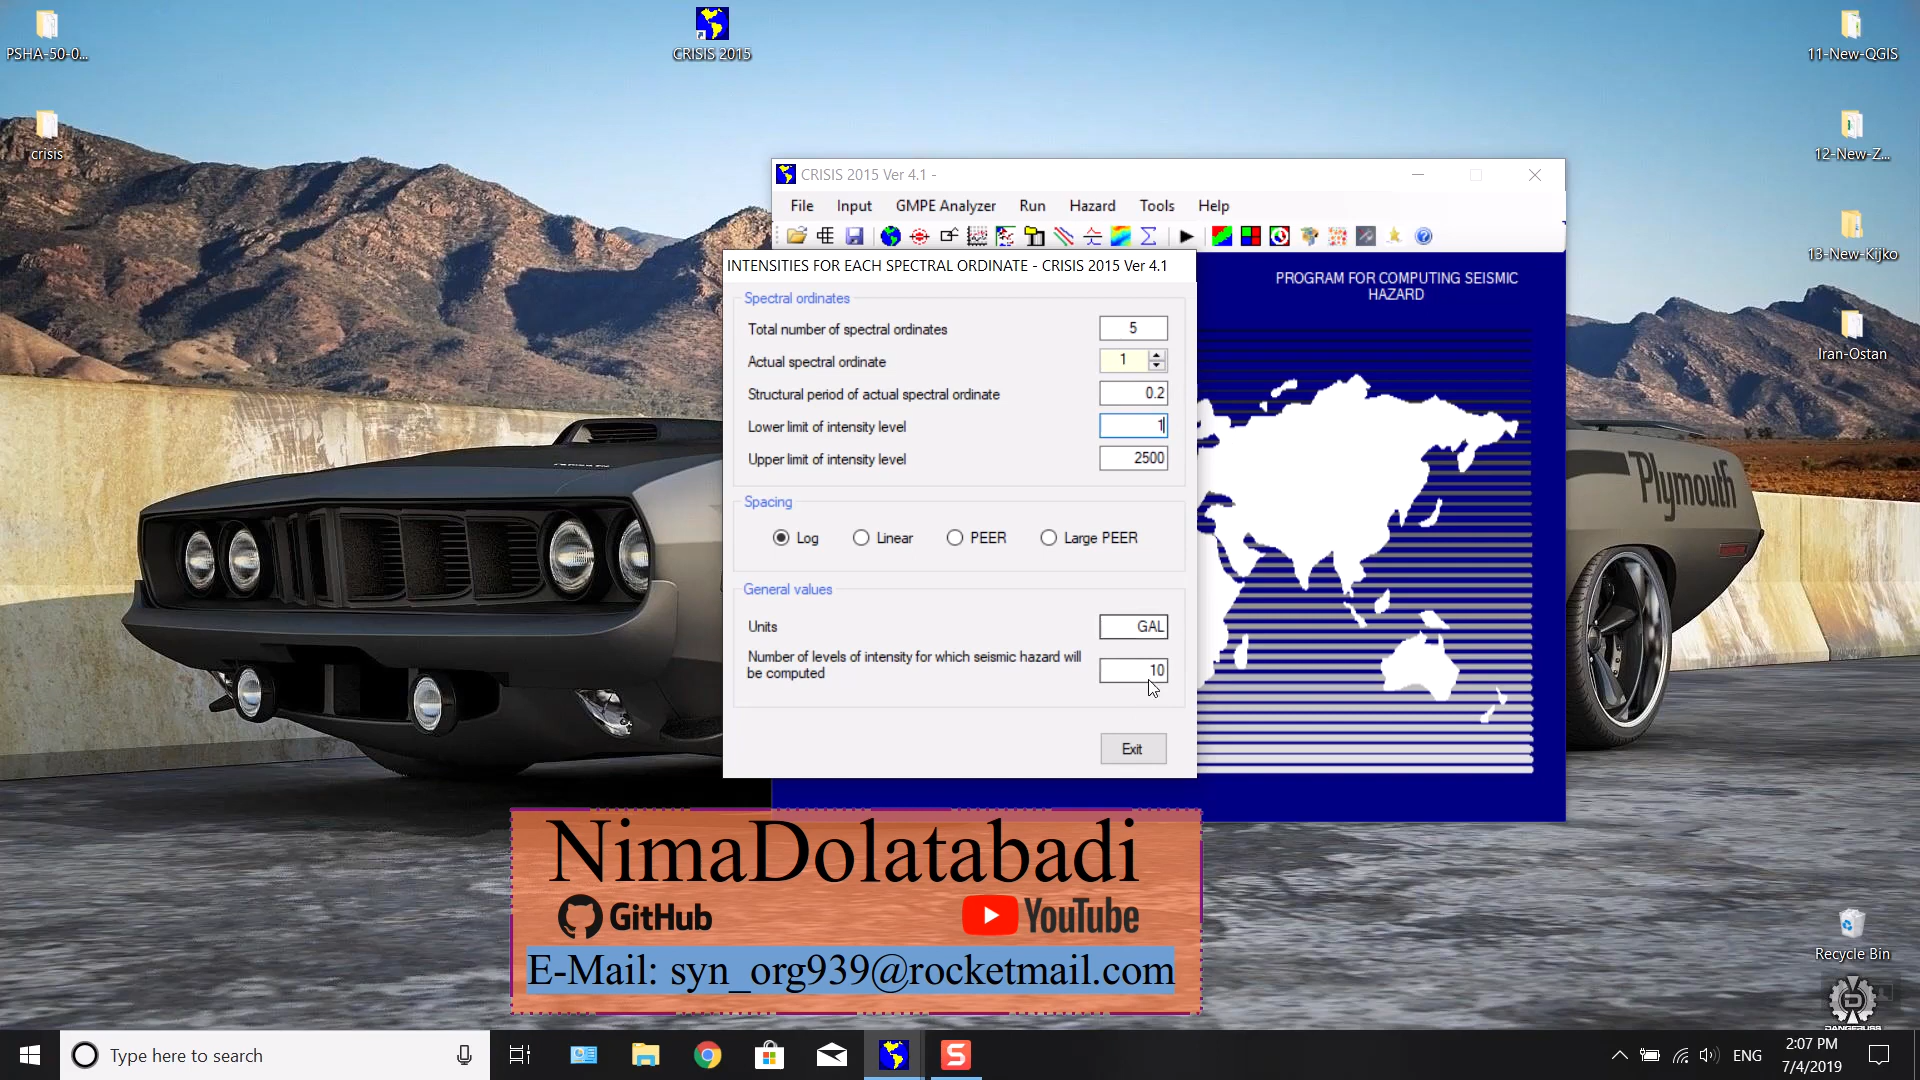 PSHA-50-0...
CRISIS 2015
11-New-QGIS
crisis
12-New-Z...
13-New-Kijko
Iran-Ostan
CRISIS 2015 Ver 4.1 -
File Input GMPE Analyzer Run Hazard Tools Help
PROGRAM FOR COMPUTING SEISMIC
HAZARD
INTENSITIES FOR EACH SPECTRAL ORDINATE - CRISIS 2015 Ver 4.1
Spectral ordinates
Total number of spectral ordinates 5
Actual spectral ordinate 1
Structural period of actual spectral ordinate 0.2
Lower limit of intensity level 1
Upper limit of intensity level 2500
Spacing
Log Linear PEER Large PEER
General values
Units GAL
Number of levels of intensity for which seismic hazard will
be computed 10
Exit
Plymouth
NimaDolatabadi
GitHub YouTube
E-Mail: syn_org939@rocketmail.com
Recycle Bin
Type here to search
S
ENG
2:07 PM
7/4/2019